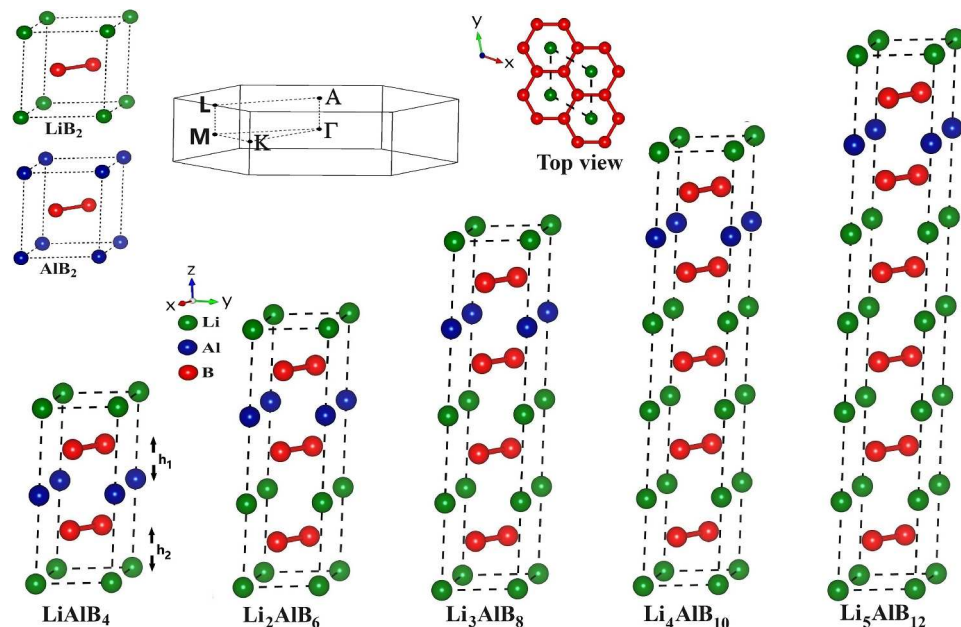 LiB₂
AlB₂
L
A
M
K
Γ
y
x
Top view
z
x
y
Li
Al
B
h₁
h₂
LiAlB₄
Li₂AlB₆
Li₃AlB₈
Li₄AlB₁₀
Li₅AlB₁₂